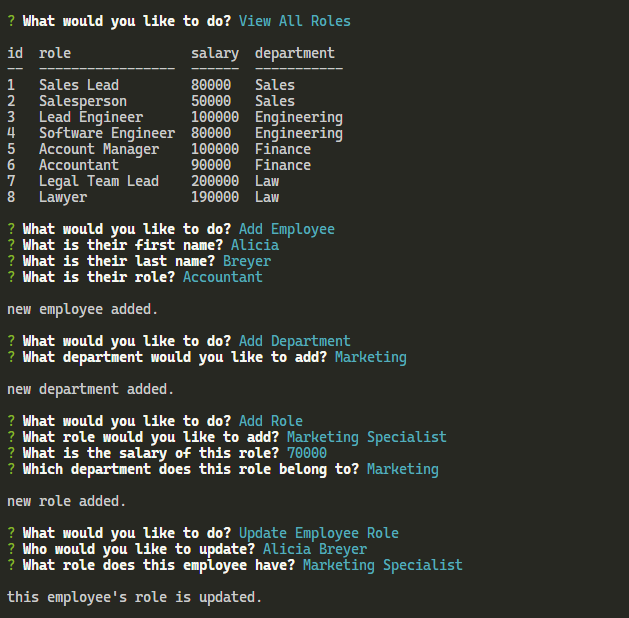 ? What would you like to do? View All Roles
id  role               salary  department
--  -----------------  ------  -----------
1   Sales Lead         80000   Sales
2   Salesperson        50000   Sales
3   Lead Engineer      100000  Engineering
4   Software Engineer  80000   Engineering
5   Account Manager    100000  Finance
6   Accountant         90000   Finance
7   Legal Team Lead    200000  Law
8   Lawyer             190000  Law
? What would you like to do? Add Employee
? What is their first name? Alicia
? What is their last name? Breyer
? What is their role? Accountant
new employee added.
? What would you like to do? Add Department
? What department would you like to add? Marketing
new department added.
? What would you like to do? Add Role
? What role would you like to add? Marketing Specialist
? What is the salary of this role? 70000
? Which department does this role belong to? Marketing
new role added.
? What would you like to do? Update Employee Role
? Who would you like to update? Alicia Breyer
? What role does this employee have? Marketing Specialist
this employee's role is updated.